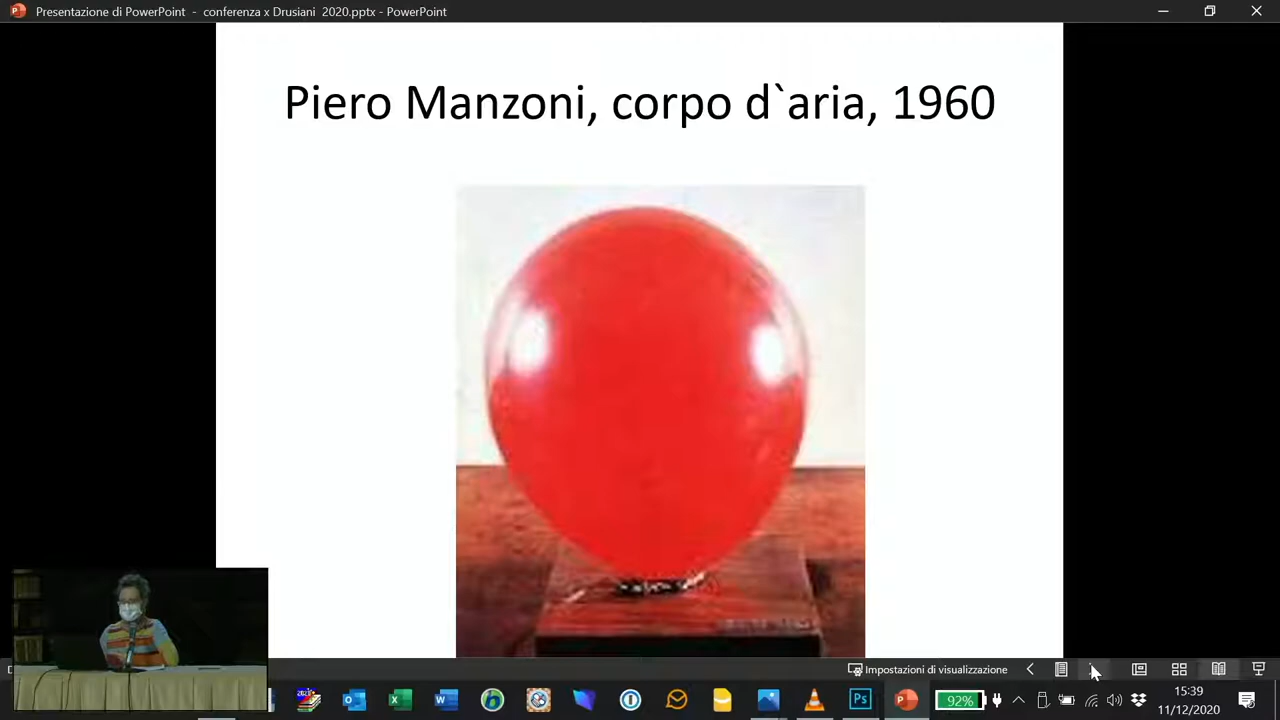 Presentazione di PowerPoint - conferenza x Drusiani 2020.pptx - PowerPoint
Piero Manzoni, corpo d`aria, 1960
Impostazioni di visualizzazione
92%
15:39
11/12/2020